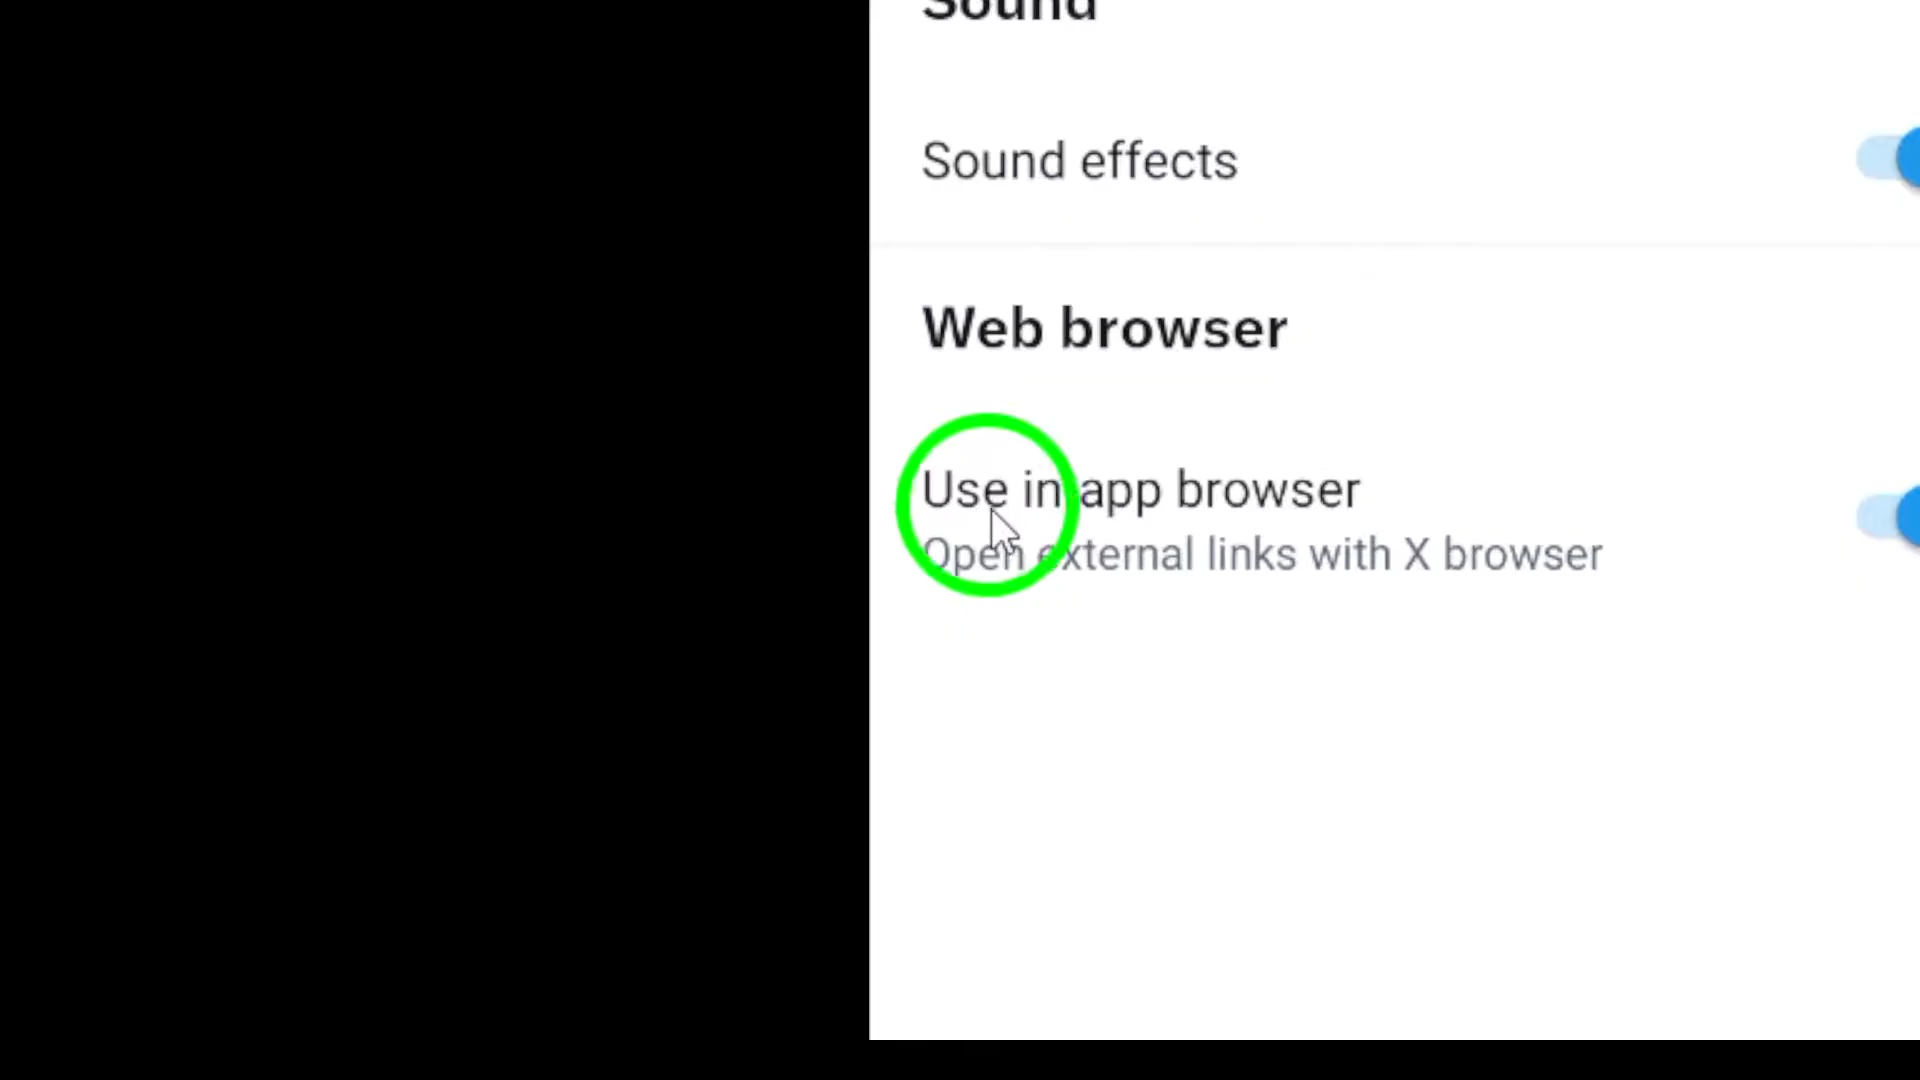 Sound
Sound effects
Web browser
Use in-app browser
Open external links with X browser